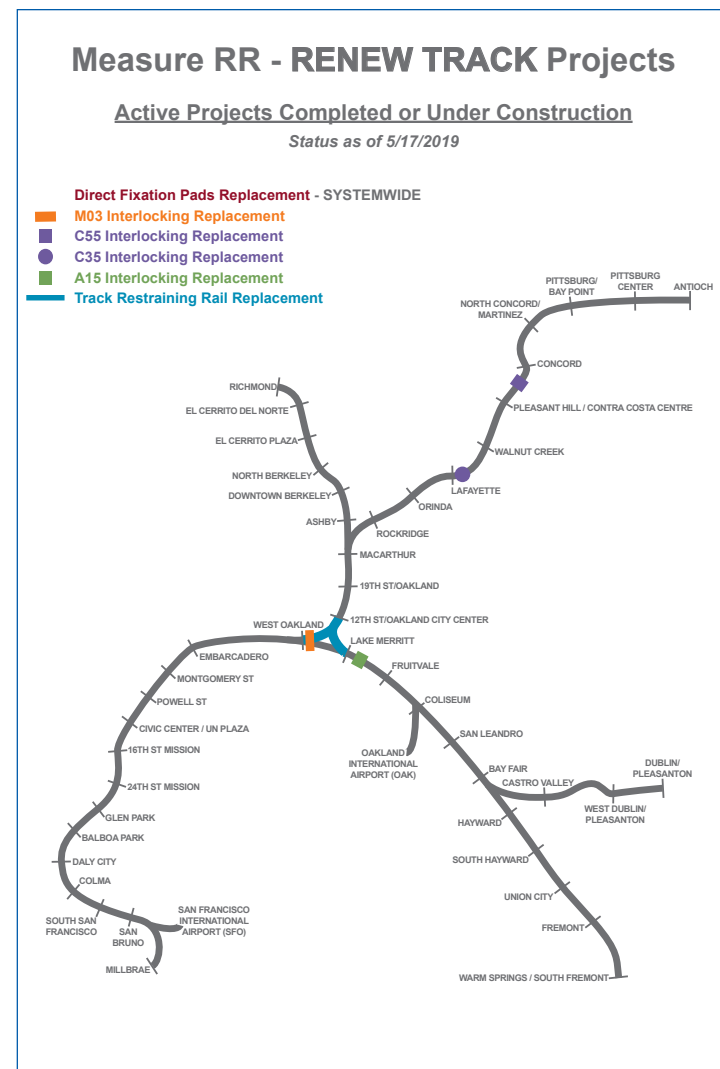 Measure RR - RENEW TRACK Projects
Active Projects Completed or Under Construction
Status as of 5/17/2019
Direct Fixation Pads Replacement - SYSTEMWIDE
M03 Interlocking Replacement
C55 Interlocking Replacement
C35 Interlocking Replacement
A15 Interlocking Replacement
Track Restraining Rail Replacement
PITTSBURG/
BAY POINT
PITTSBURG
CENTER
ANTIOCH
NORTH CONCORD/
MARTINEZ
CONCORD
RICHMOND
PLEASANT HILL / CONTRA COSTA CENTRE
EL CERRITO DEL NORTE
EL CERRITO PLAZA
WALNUT CREEK
NORTH BERKELEY
LAFAYETTE
DOWNTOWN BERKELEY
ORINDA
ASHBY
ROCKRIDGE
MACARTHUR
19TH ST/OAKLAND
12TH ST/OAKLAND CITY CENTER
WEST OAKLAND
LAKE MERRITT
EMBARCADERO
FRUITVALE
MONTGOMERY ST
POWELL ST
COLISEUM
CIVIC CENTER / UN PLAZA
SAN LEANDRO
16TH ST MISSION
OAKLAND
INTERNATIONAL
AIRPORT (OAK)
BAY FAIR
DUBLIN/
PLEASANTON
24TH ST MISSION
CASTRO VALLEY
WEST DUBLIN/
PLEASANTON
GLEN PARK
HAYWARD
BALBOA PARK
DALY CITY
SOUTH HAYWARD
COLMA
UNION CITY
SOUTH SAN
FRANCISCO
SAN
BRUNO
SAN FRANCISCO
INTERNATIONAL
AIRPORT (SFO)
FREMONT
MILLBRAE
WARM SPRINGS / SOUTH FREMONT